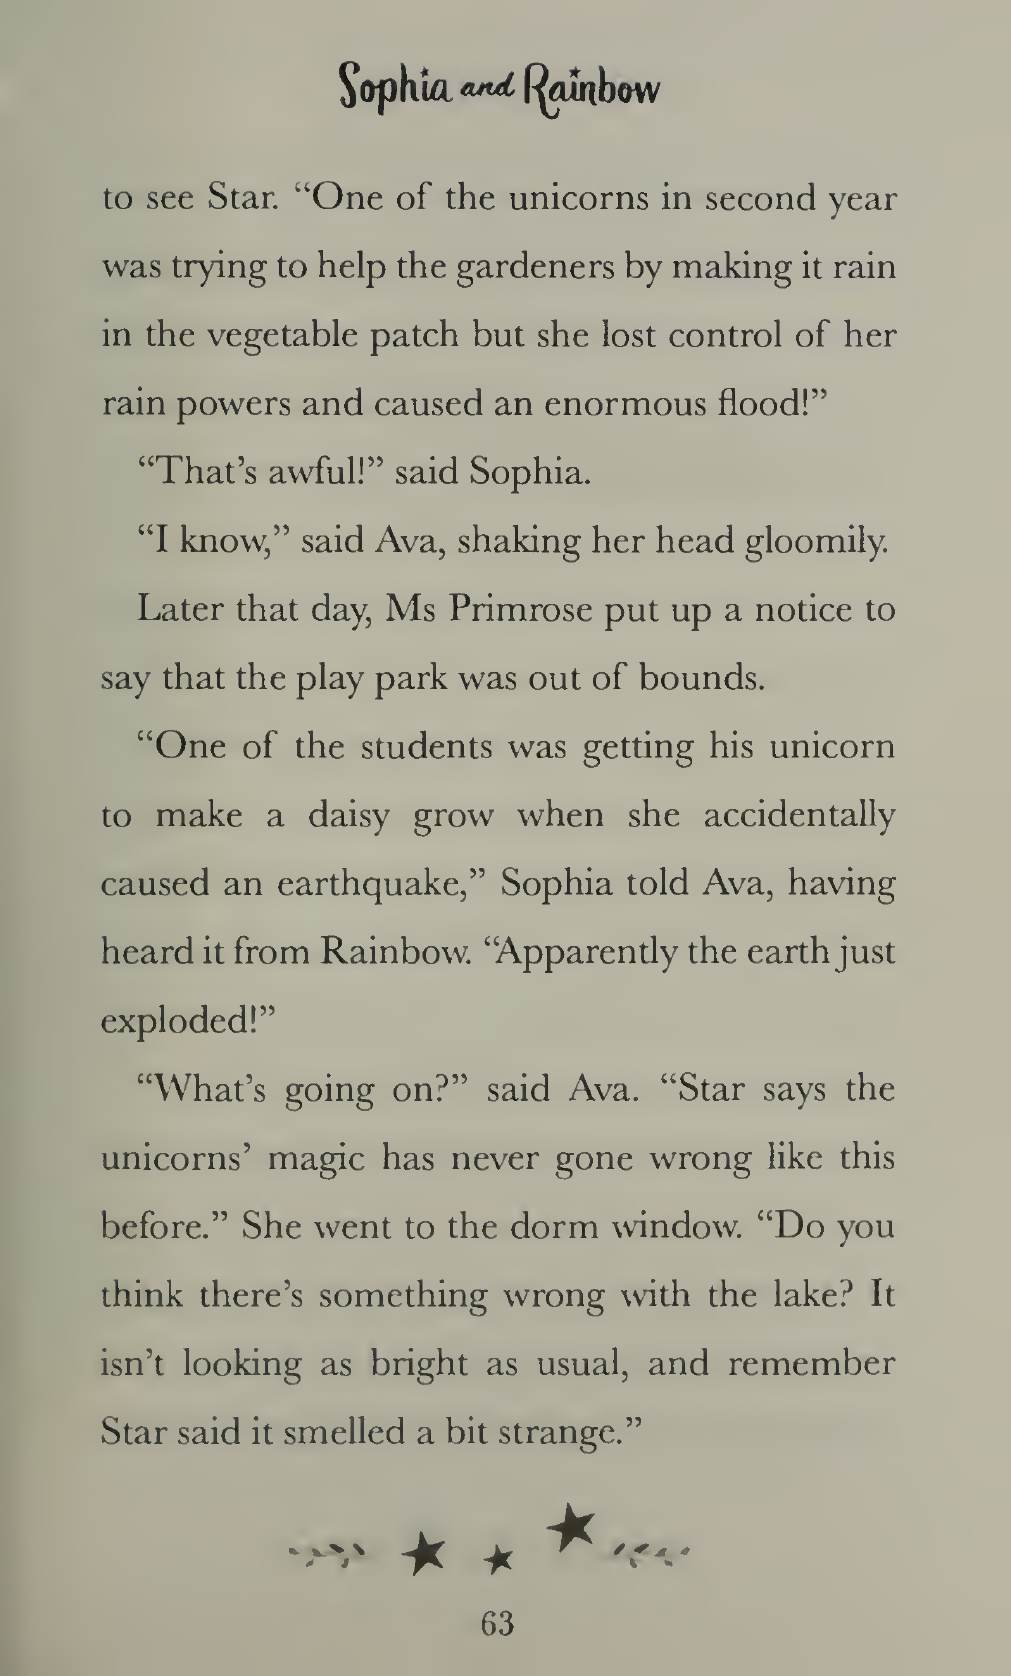 Sophia and Rainbow
to see Star. “One of the unicorns in second year
was trying to help the gardeners by making it rain
in the vegetable patch but she lost control of her
rain powers and caused an enormous flood!”
“That’s awful!” said Sophia.
“I know,” said Ava, shaking her head gloomily.
Later that day, Ms Primrose put up a notice to
say that the play park was out of bounds.
“One of the students was getting his unicorn
to make a daisy grow when she accidentally
caused an earthquake,” Sophia told Ava, having
heard it from Rainbow. “Apparently the earth just
exploded!”
“What’s going on?” said Ava. “Star says the
unicorns’ magic has never gone wrong like this
before.” She went to the dorm window. “Do you
think there’s something wrong with the lake? It
isn’t looking as bright as usual, and remember
Star said it smelled a bit strange.”
63